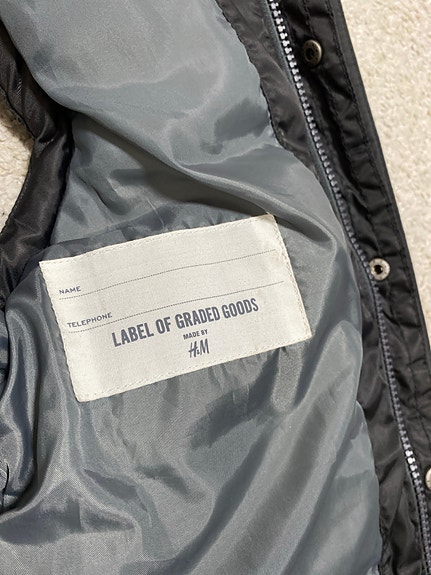 NAME
TELEPHONE
LABEL OF GRADED GOODS
MADE BY
H&M